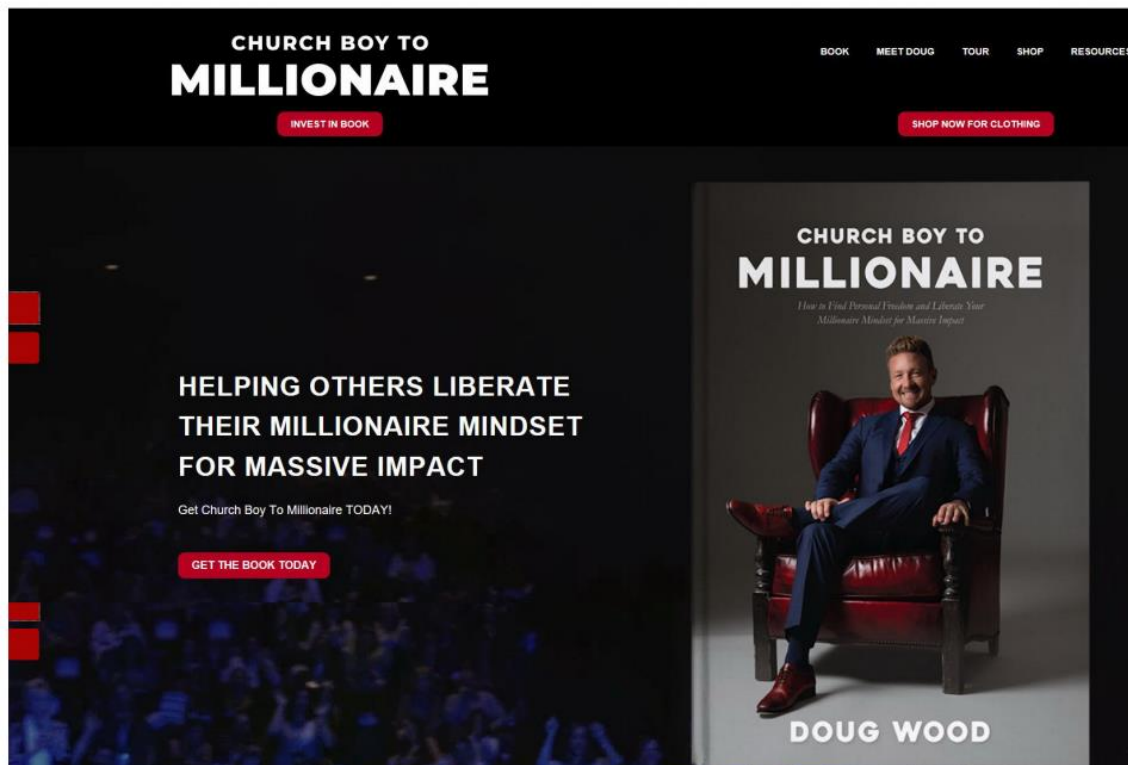 CHURCH BOY TO
MILLIONAIRE
INVEST IN BOOK
BOOK MEET DOUG TOUR SHOP RESOURCES
SHOP NOW FOR CLOTHING
HELPING OTHERS LIBERATE
THEIR MILLIONAIRE MINDSET
FOR MASSIVE IMPACT
Get Church Boy To Millionaire TODAY!
GET THE BOOK TODAY
CHURCH BOY TO
MILLIONAIRE
How to Find Personal Freedom and Liberate Your
Millionaire Mindset for Massive Impact
DOUG WOOD